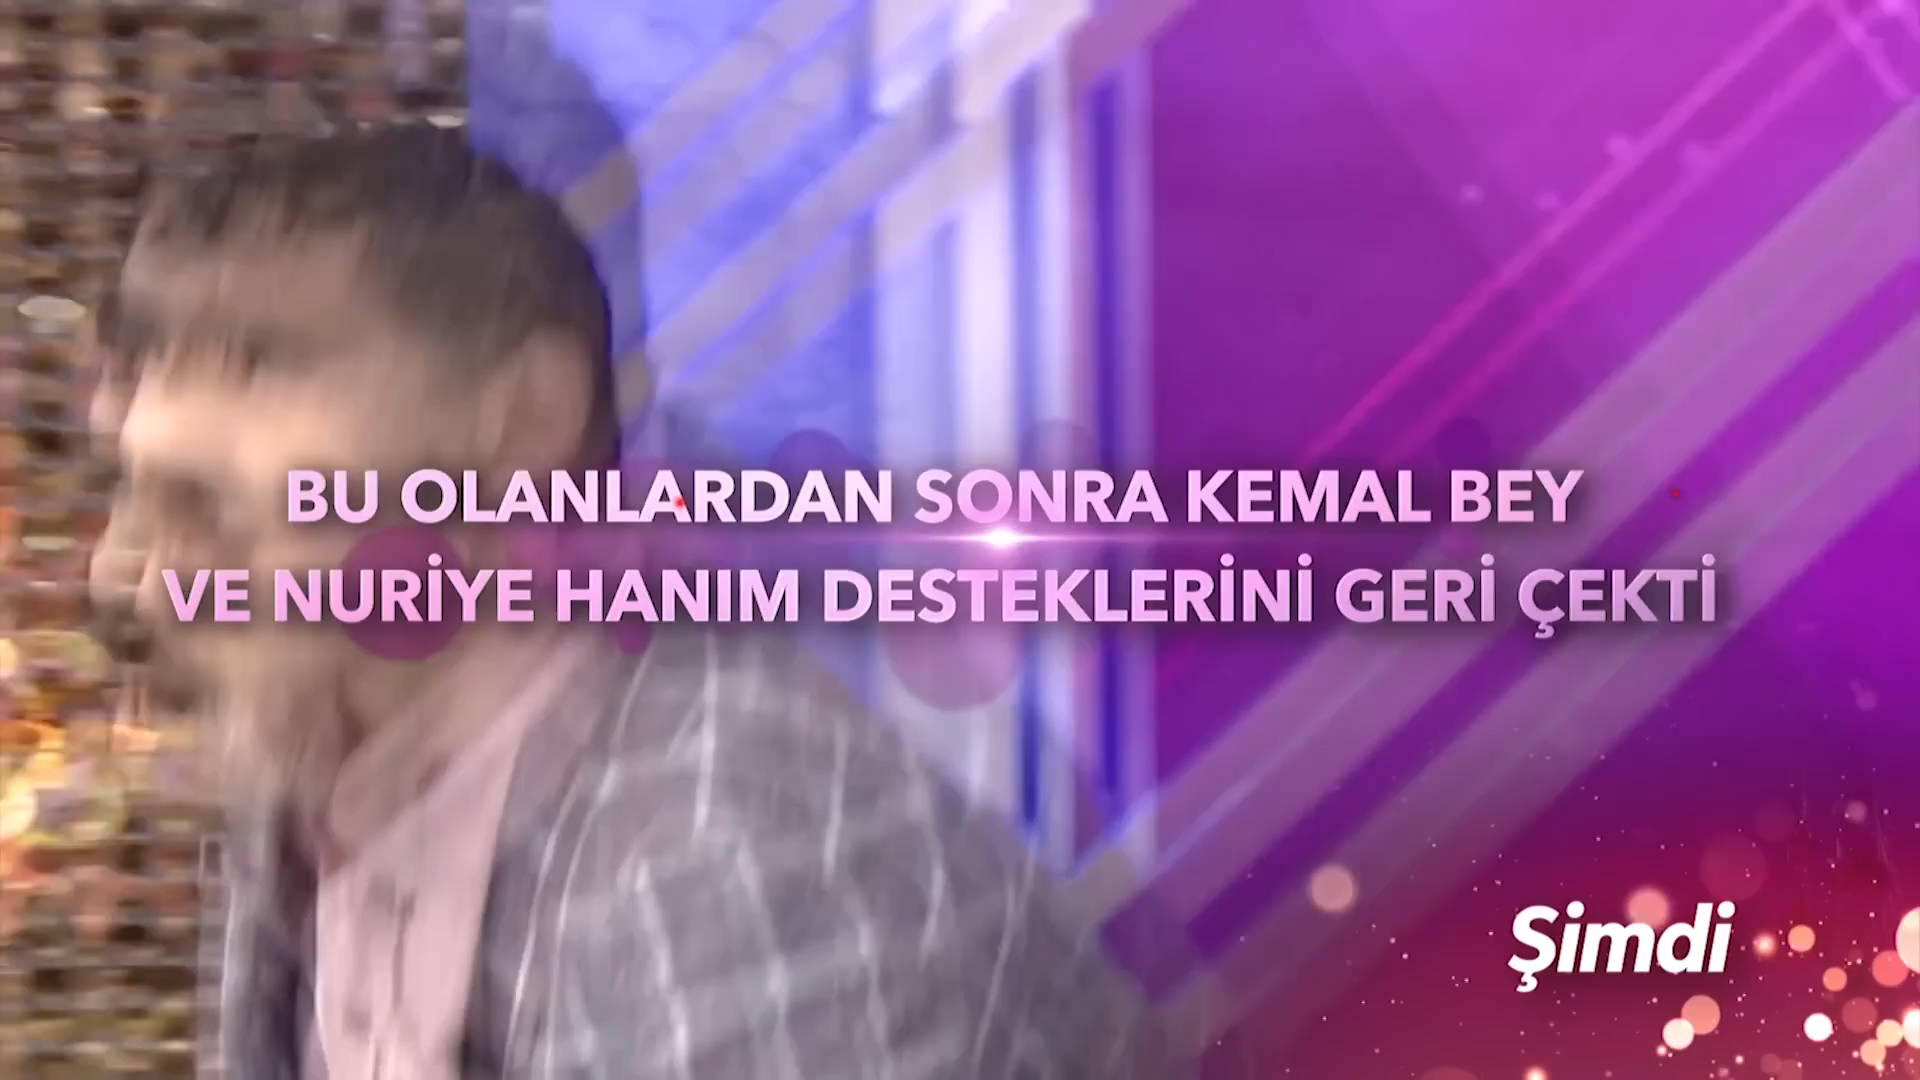 BU OLANLARDAN SONRA KEMAL BEY
VE NURİYE HANIM DESTEKLERİNİ GERİ ÇEKTİ
Şimdi